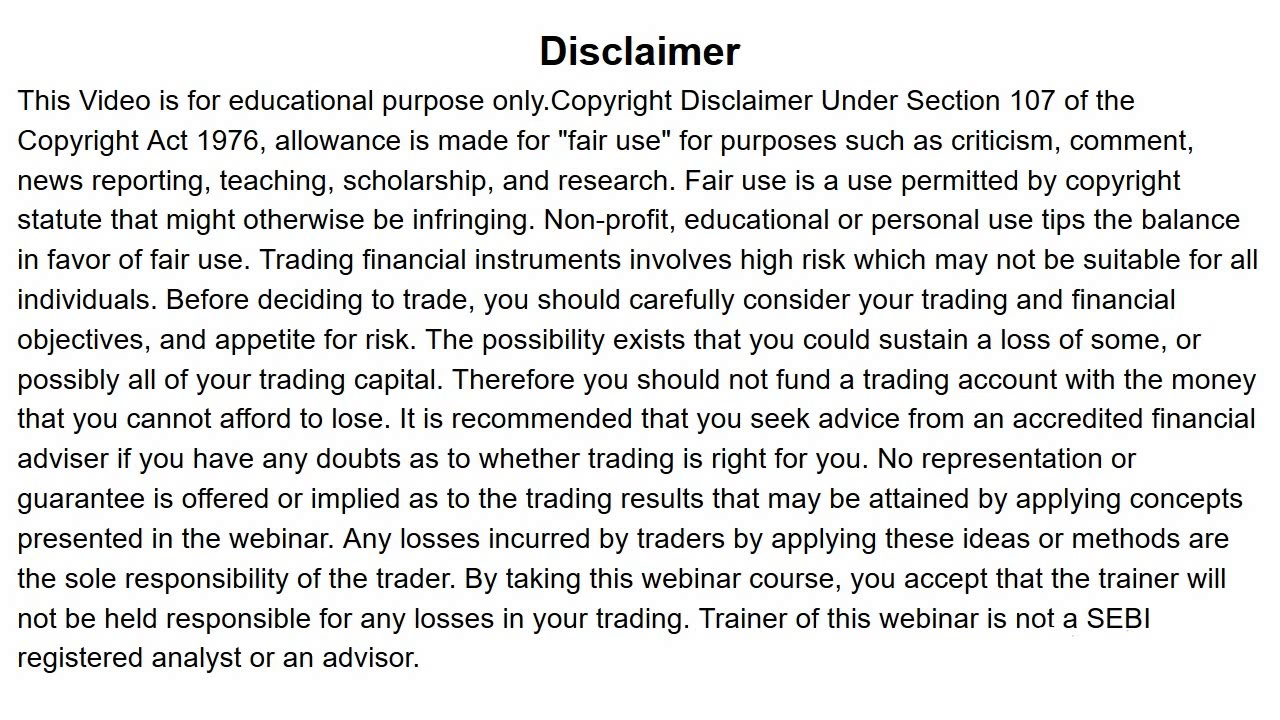 Disclaimer
This Video is for educational purpose only.Copyright Disclaimer Under Section 107 of the
Copyright Act 1976, allowance is made for "fair use" for purposes such as criticism, comment,
news reporting, teaching, scholarship, and research. Fair use is a use permitted by copyright
statute that might otherwise be infringing. Non-profit, educational or personal use tips the balance
in favor of fair use. Trading financial instruments involves high risk which may not be suitable for all
individuals. Before deciding to trade, you should carefully consider your trading and financial
objectives, and appetite for risk. The possibility exists that you could sustain a loss of some, or
possibly all of your trading capital. Therefore you should not fund a trading account with the money
that you cannot afford to lose. It is recommended that you seek advice from an accredited financial
adviser if you have any doubts as to whether trading is right for you. No representation or
guarantee is offered or implied as to the trading results that may be attained by applying concepts
presented in the webinar. Any losses incurred by traders by applying these ideas or methods are
the sole responsibility of the trader. By taking this webinar course, you accept that the trainer will
not be held responsible for any losses in your trading. Trainer of this webinar is not a SEBI
registered analyst or an advisor.